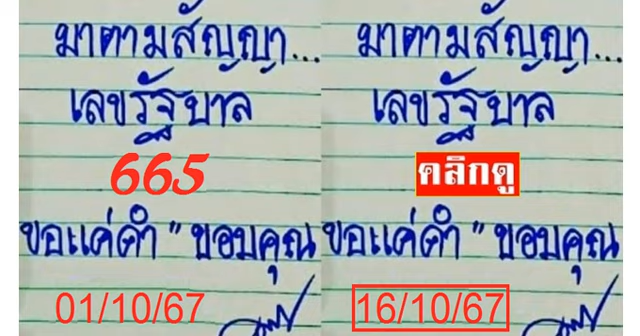 มาตามสัญญา...
เลขรัฐบาล
665
ขอแค่คำ "ขอบคุณ
01/10/67
มาตามสัญญา...
เลขรัฐบาล
คลิกดู
ขอแค่คำ "ขอบคุณ
16/10/67